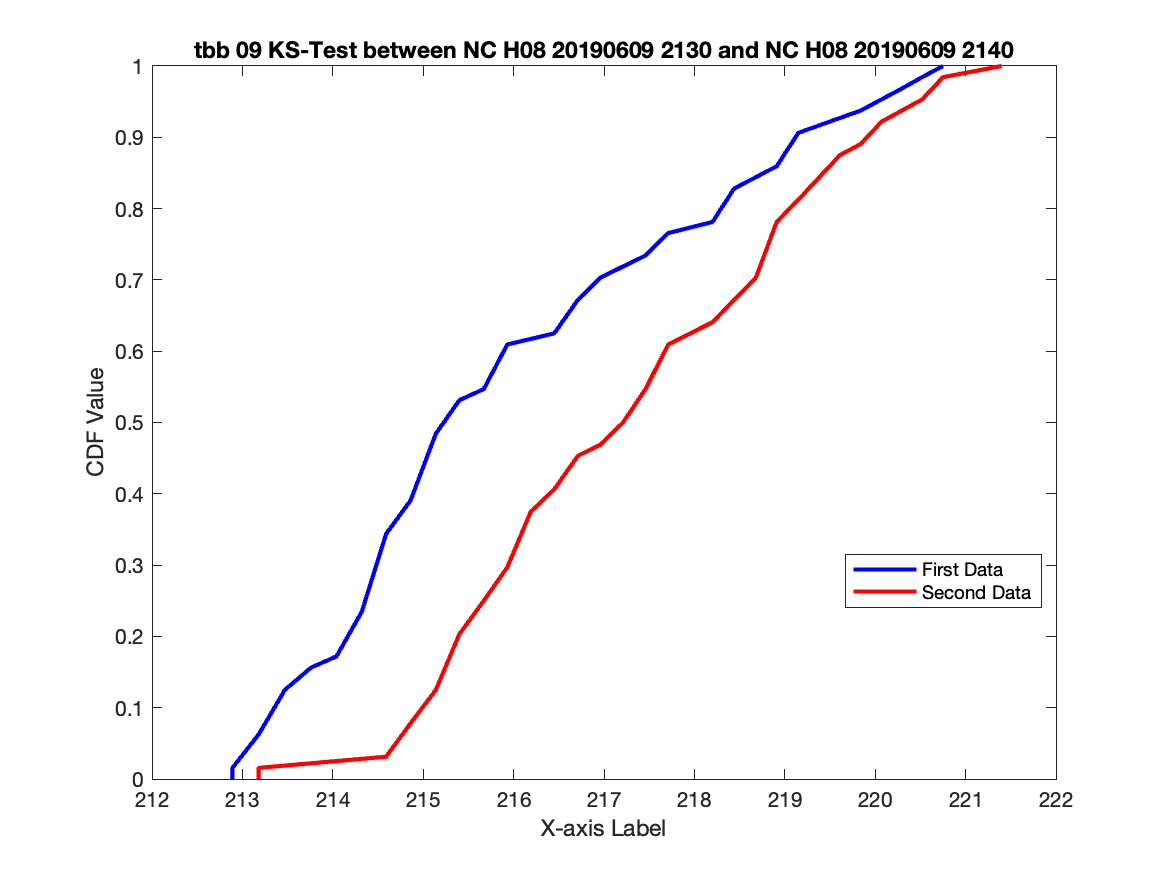 tbb 09 KS-Test between NC H08 20190609 2130 and NC H08 20190609 2140
1
0.9
0.8
0.7
0.6
0.5
0.4
0.3
0.2
0.1
0
CDF Value
First Data
Second Data
212 213 214 215 216 217 218 219 220 221 222
X-axis Label